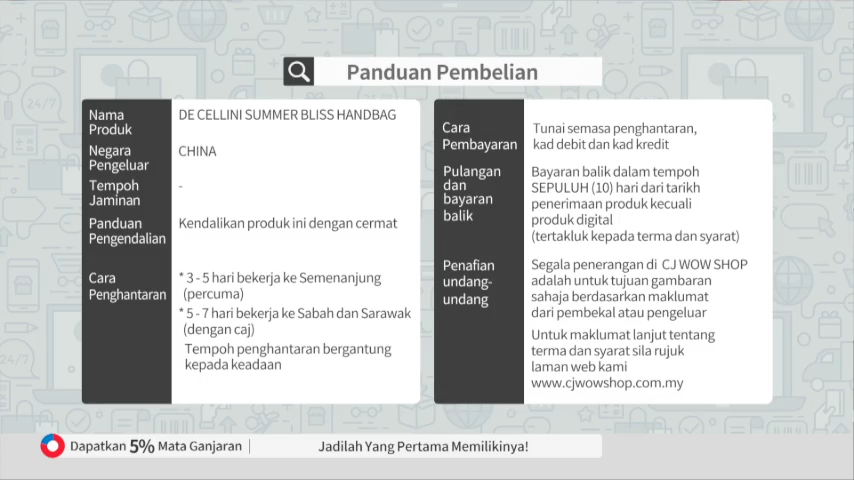 Panduan Pembelian
Nama
Produk
DE CELLINI SUMMER BLISS HANDBAG
Negara
Pengeluar
CHINA
Tempoh
Jaminan
-
Panduan
Pengendalian
Kendalikan produk ini dengan cermat
Cara
Penghantaran
* 3 - 5 hari bekerja ke Semenanjung
(percuma)
* 5 - 7 hari bekerja ke Sabah dan Sarawak
(dengan caj)
Tempoh penghantaran bergantung
kepada keadaan
Cara
Pembayaran
Tunai semasa penghantaran,
kad debit dan kad kredit
Pulangan
dan
bayaran
balik
Bayaran balik dalam tempoh
SEPULUH (10) hari dari tarikh
penerimaan produk kecuali
produk digital
(tertakluk kepada terma dan syarat)
Penafian
undang-
undang
Segala penerangan di CJ WOW SHOP
adalah untuk tujuan gambaran
sahaja berdasarkan maklumat
dari pembekal atau pengeluar
Untuk maklumat lanjut tentang
terma dan syarat sila rujuk
laman web kami
www.cjwowshop.com.my
Dapatkan 5% Mata Ganjaran | Jadilah Yang Pertama Memilikinya!
24/7
24/7